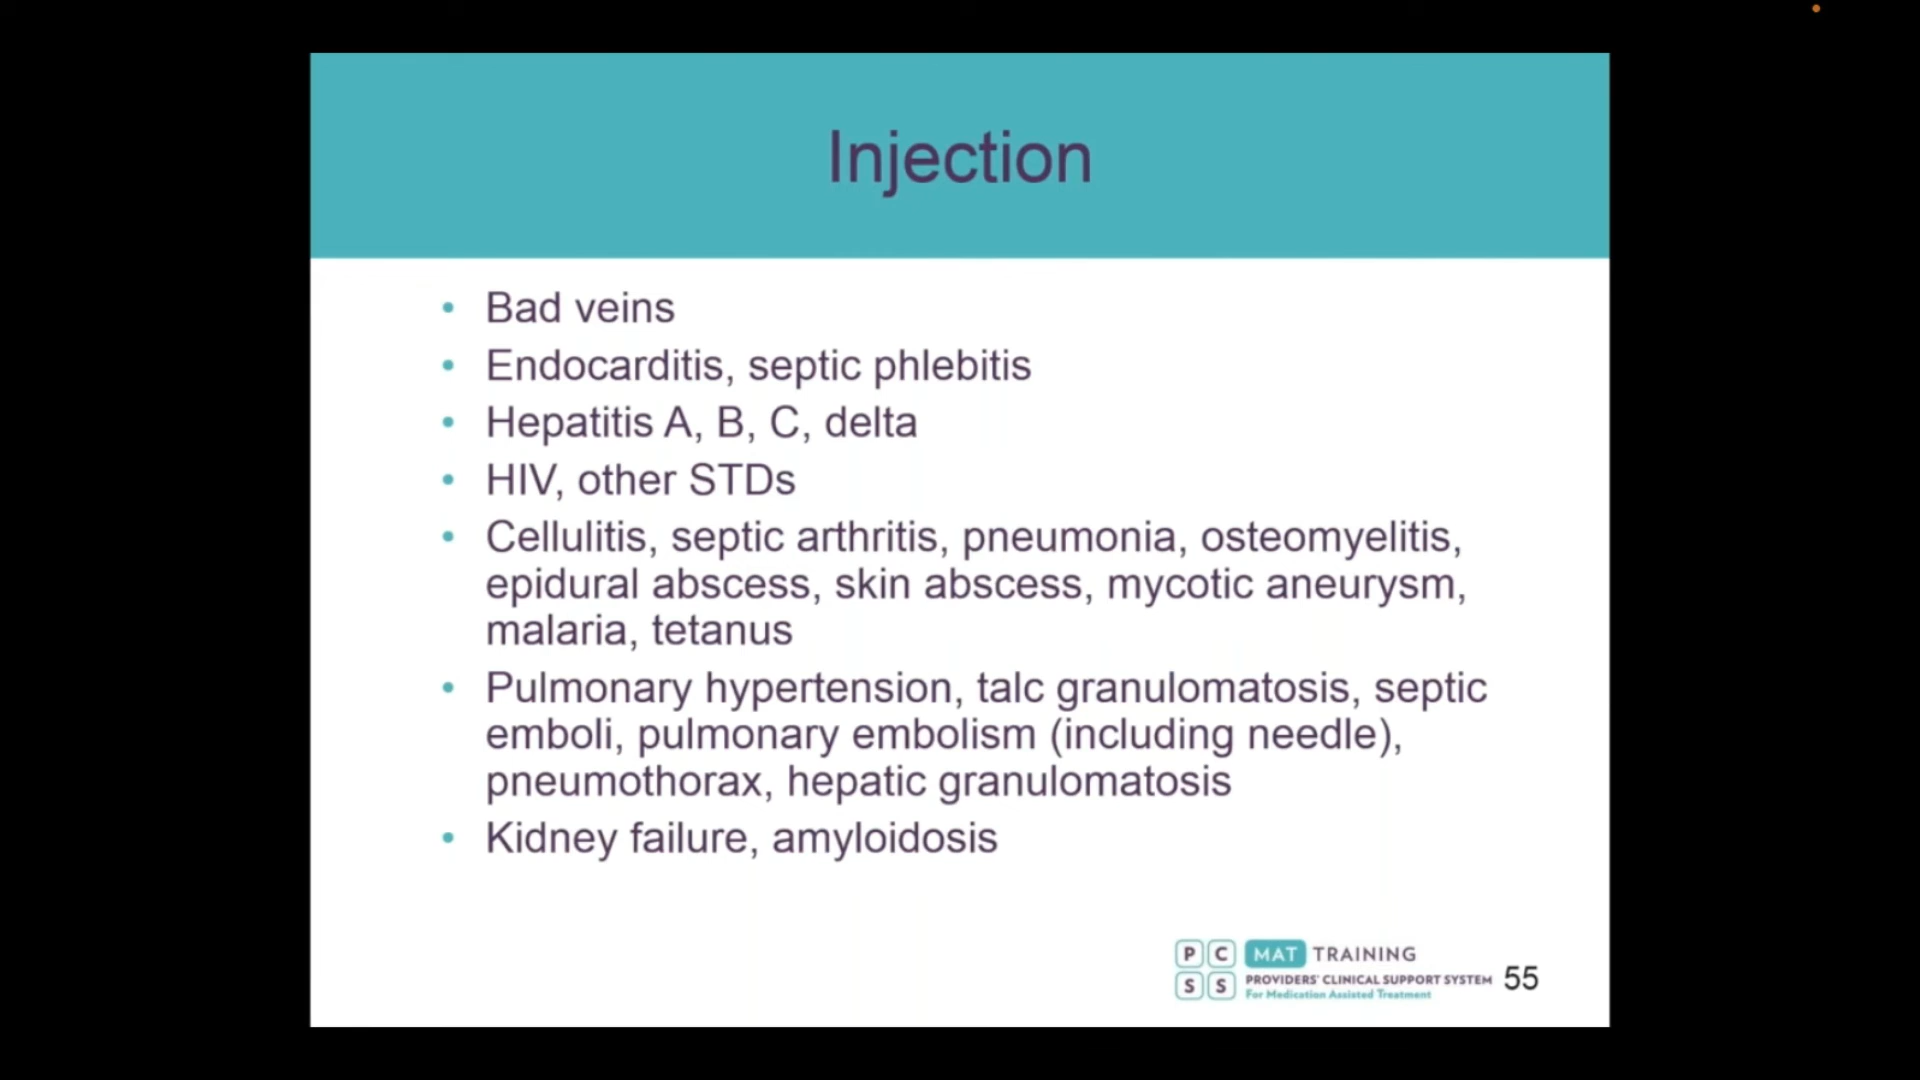 Injection
• Bad veins
• Endocarditis, septic phlebitis
• Hepatitis A, B, C, delta
• HIV, other STDs
• Cellulitis, septic arthritis, pneumonia, osteomyelitis,
epidural abscess, skin abscess, mycotic aneurysm,
malaria, tetanus
• Pulmonary hypertension, talc granulomatosis, septic
emboli, pulmonary embolism (including needle),
pneumothorax, hepatic granulomatosis
• Kidney failure, amyloidosis
P C MAT TRAINING
S S PROVIDERS' CLINICAL SUPPORT SYSTEM 55
For Medication Assisted Treatment